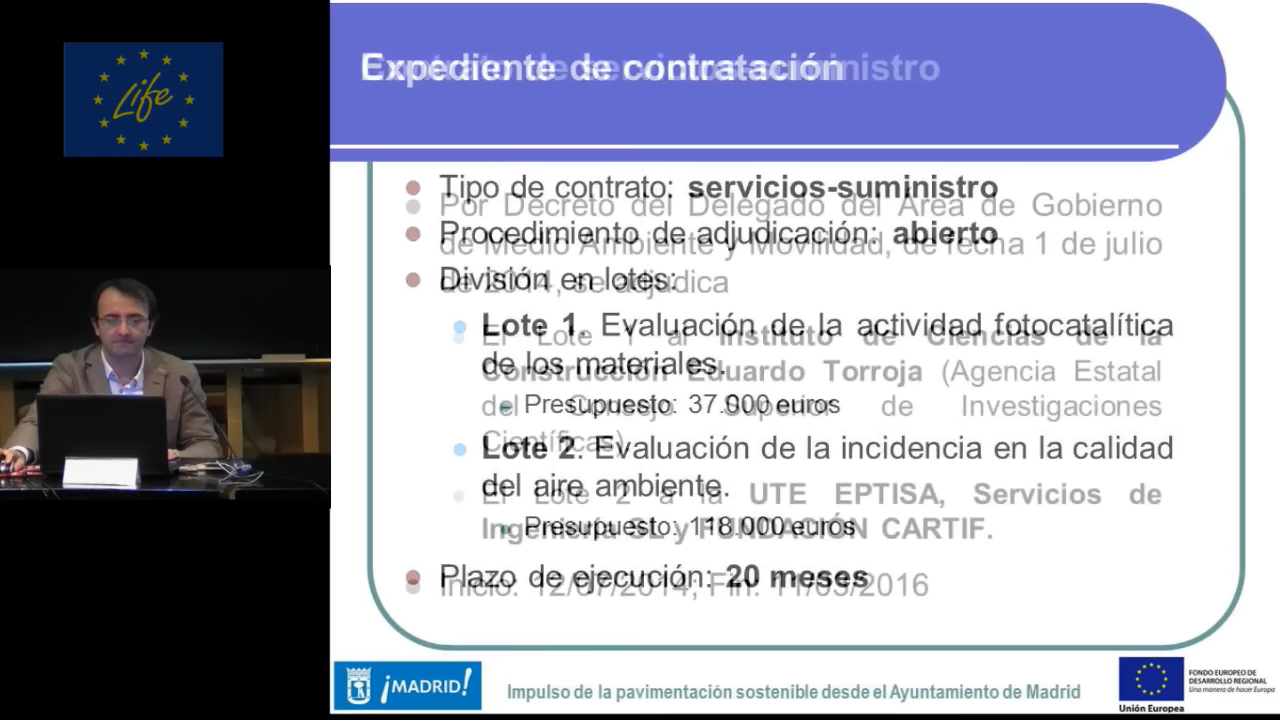 Life
Expediente de contratación
Contrato de servicios-suministro
Tipo de contrato: servicios-suministro
Procedimiento de adjudicación: abierto
División en lotes:
Lote 1. Evaluación de la actividad fotocatalítica
de los materiales.
Presupuesto: 37.000 euros
Lote 2. Evaluación de la incidencia en la calidad
del aire ambiente.
Presupuesto: 118.000 euros
Plazo de ejecución: 20 meses
Por Decreto del Delegado del Área de Gobierno
de Medio Ambiente y Movilidad, de fecha 1 de julio
de 2014, se adjudica
El Lote 1 al Instituto de Ciencias de la
Construcción Eduardo Torroja (Agencia Estatal
del Consejo Superior de Investigaciones
Científicas)
El Lote 2 a la UTE EPTISA, Servicios de
Ingeniería SL y FUNDACIÓN CARTIF.
Inicio: 12/07/2014; Fin: 11/03/2016
¡MADRID!
Impulso de la pavimentación sostenible desde el Ayuntamiento de Madrid
FONDO EUROPEO DE
DESARROLLO REGIONAL
Una manera de hacer Europa
Unión Europea